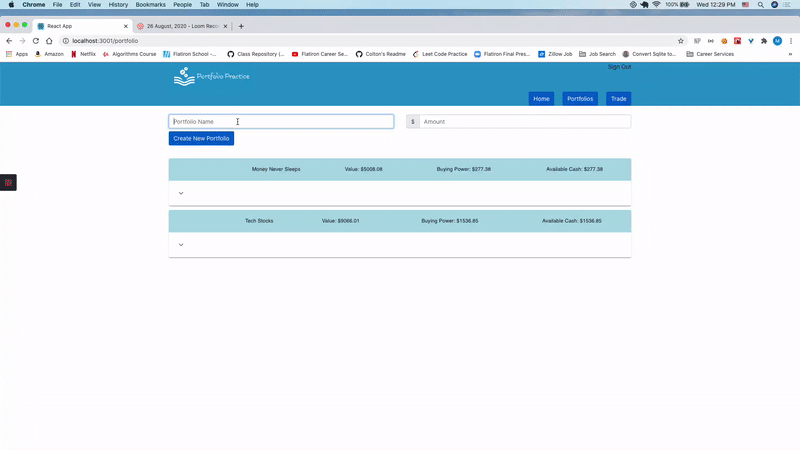 Chrome File Edit View History Bookmarks People Tab Window Help 100% Wed 12:29 PM
React App 26 August, 2020 - Loom Reco
localhost:3001/portfolio
Apps Amazon Netflix Algorithms Course Flatiron School -... Class Repository (... Flatiron Career Se... Colton's Readme Leet Code Practice Flatiron Final Pres... Zillow Job Job Search Convert Sqlite to... Career Services
Portfolio Practice
Sign Out
Home Portfolios Trade
Portfolio Name $ Amount
Create New Portfolio
Money Never Sleeps Value: $5008.08 Buying Power: $277.38 Available Cash: $277.38
Tech Stocks Value: $9066.01 Buying Power: $1536.85 Available Cash: $1536.85